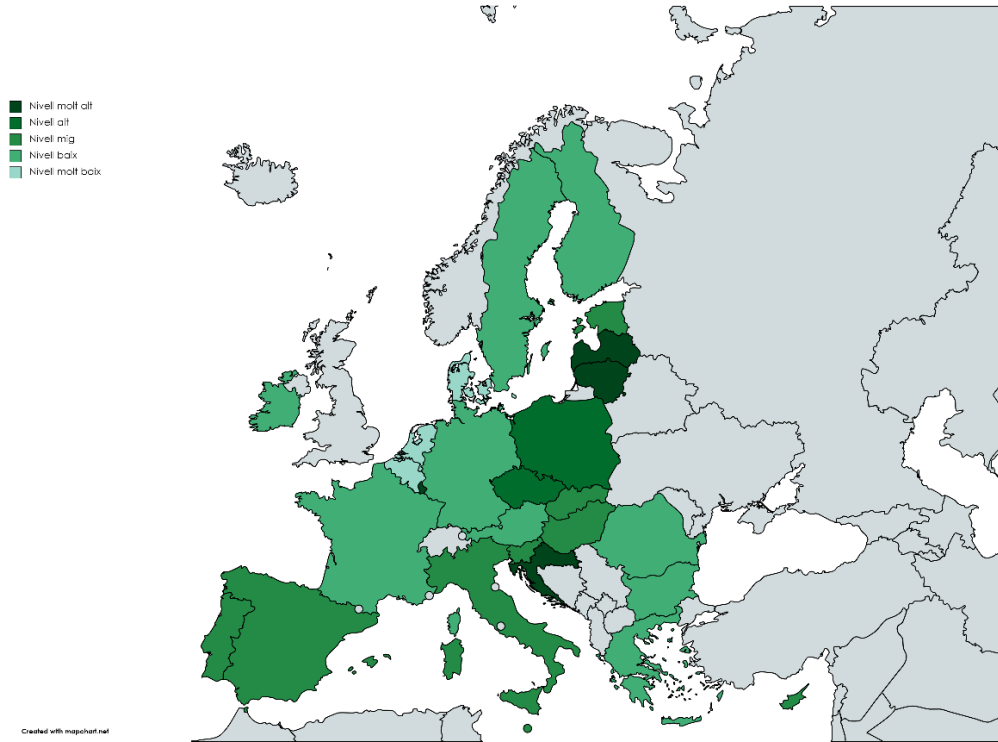 Nivell molt alt
Nivell alt
Nivell mig
Nivell baix
Nivell molt baix
Created with mapchart.net